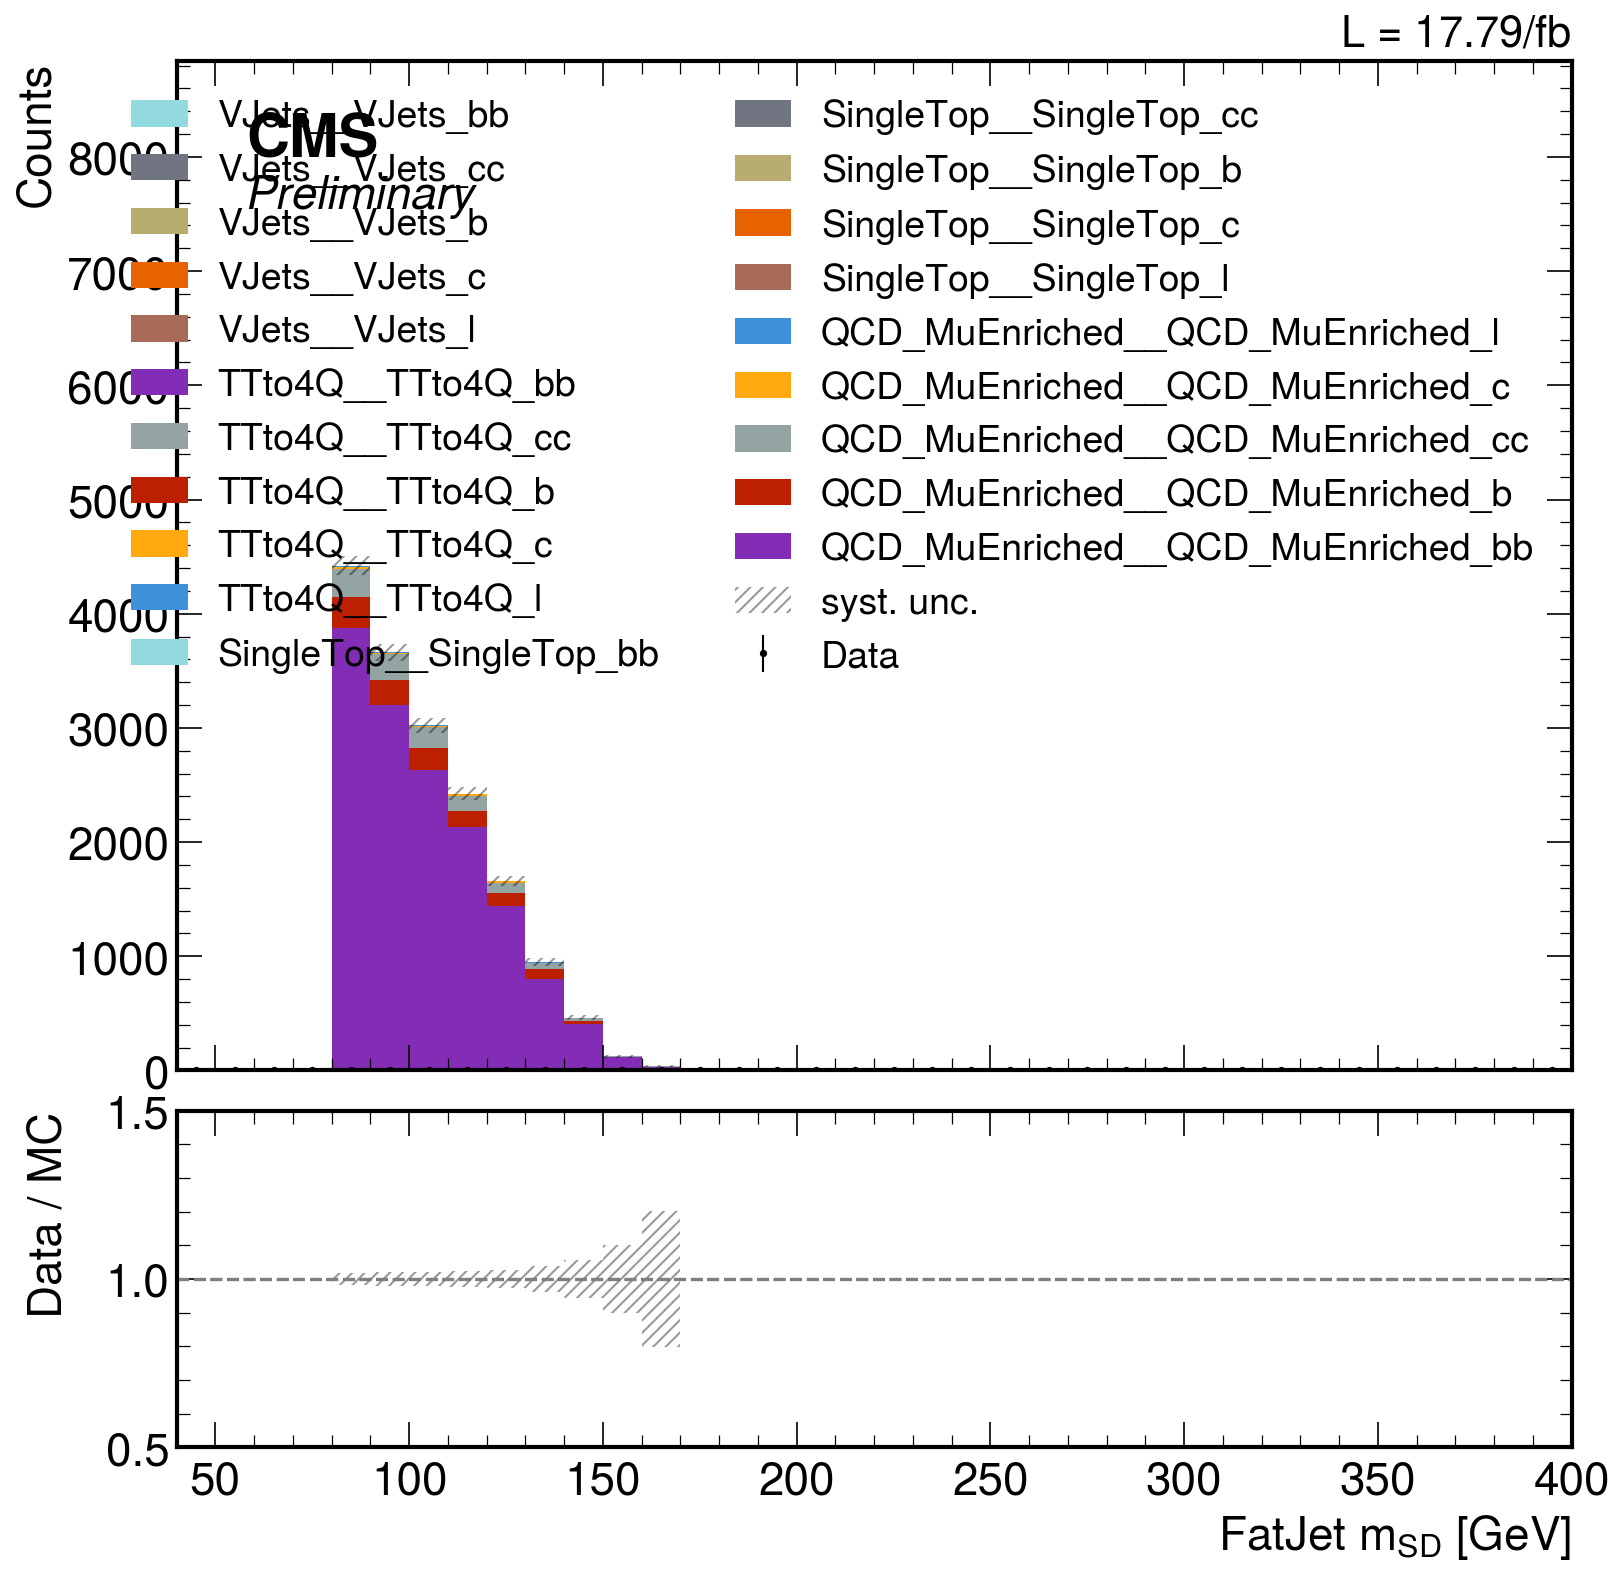 L = 17.79/fb
Counts
CMS
Preliminary
VJets__VJets_bb
VJets__VJets_cc
VJets__VJets_b
VJets__VJets_c
VJets__VJets_l
TTto4Q__TTto4Q_bb
TTto4Q__TTto4Q_cc
TTto4Q__TTto4Q_b
TTto4Q__TTto4Q_c
TTto4Q__TTto4Q_l
SingleTop__SingleTop_bb
SingleTop__SingleTop_cc
SingleTop__SingleTop_b
SingleTop__SingleTop_c
SingleTop__SingleTop_l
QCD_MuEnriched__QCD_MuEnriched_l
QCD_MuEnriched__QCD_MuEnriched_c
QCD_MuEnriched__QCD_MuEnriched_cc
QCD_MuEnriched__QCD_MuEnriched_b
QCD_MuEnriched__QCD_MuEnriched_bb
syst. unc.
Data
8000
7000
6000
5000
4000
3000
2000
1000
0
Data / MC
1.5
1.0
0.5
50 100 150 200 250 300 350 400
FatJet m_SD [GeV]